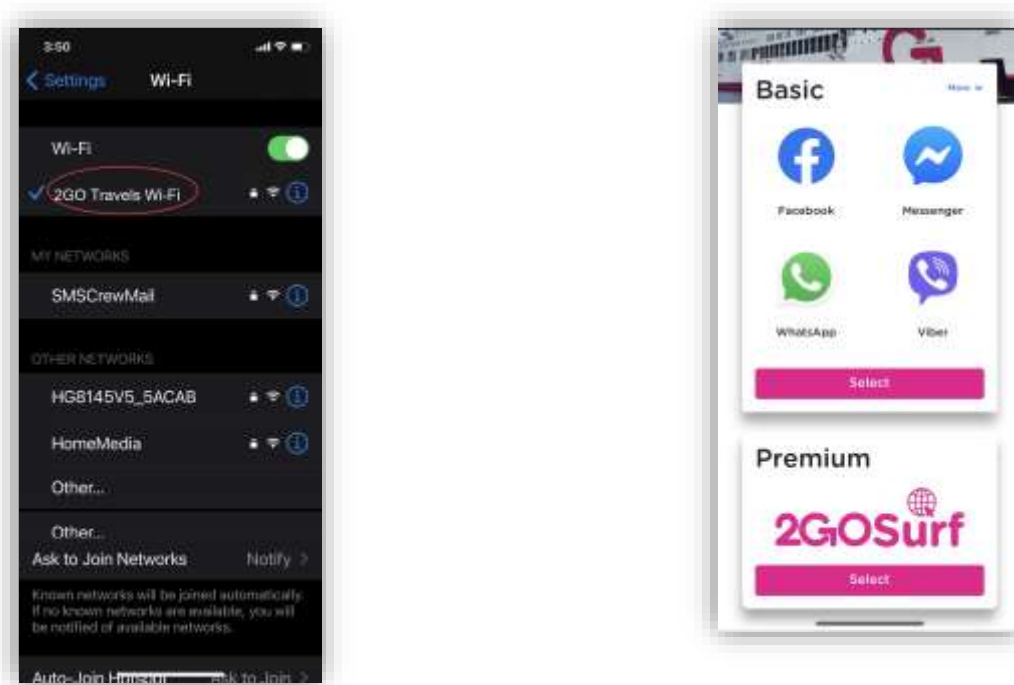 3:50
Settings
Wi-Fi
Wi-Fi
2GO Travels Wi-Fi
MY NETWORKS
SMSCrewMail
OTHER NETWORKS
HG8145V5_5ACAB
HomeMedia
Other...
Other...
Ask to Join Networks Notify
Known networks will be joined automatically.
If no known networks are available, you will
be notified of available networks.
Auto-Join Hotspot Ask to Join
Basic
More
Facebook Messenger
WhatsApp Viber
Select
Premium
2GOSurf
Select